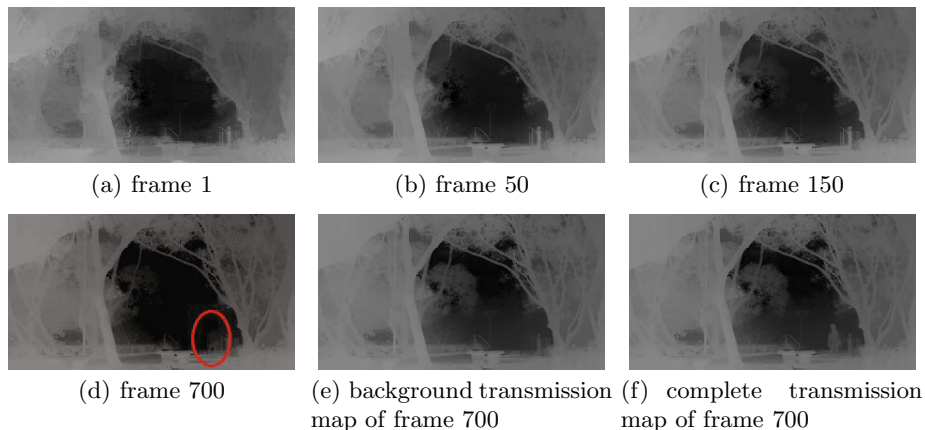 (a) frame 1
(b) frame 50
(c) frame 150
(d) frame 700
(e) background transmission
map of frame 700
(f) complete transmission
map of frame 700